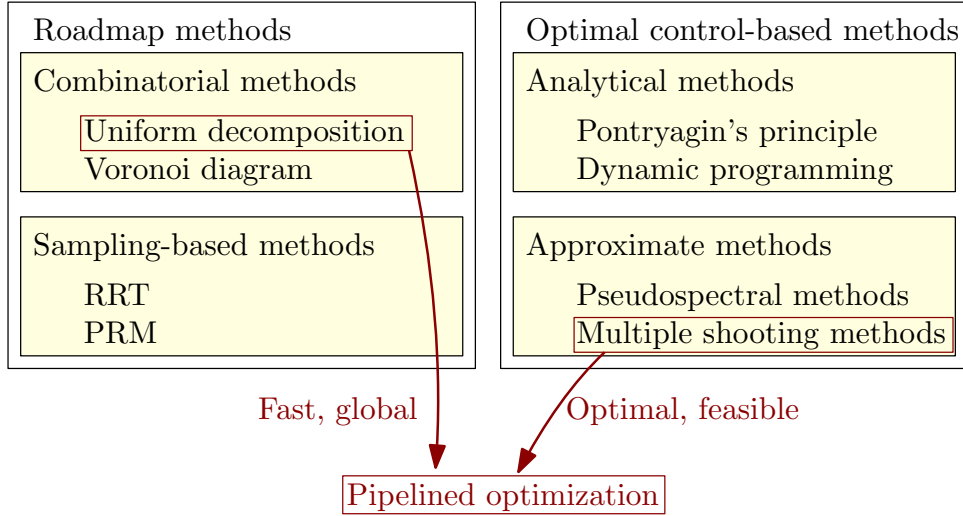 Roadmap methods
Combinatorial methods
Uniform decomposition
Voronoi diagram
Sampling-based methods
RRT
PRM
Optimal control-based methods
Analytical methods
Pontryagin's principle
Dynamic programming
Approximate methods
Pseudospectral methods
Multiple shooting methods
Fast, global
Optimal, feasible
Pipelined optimization